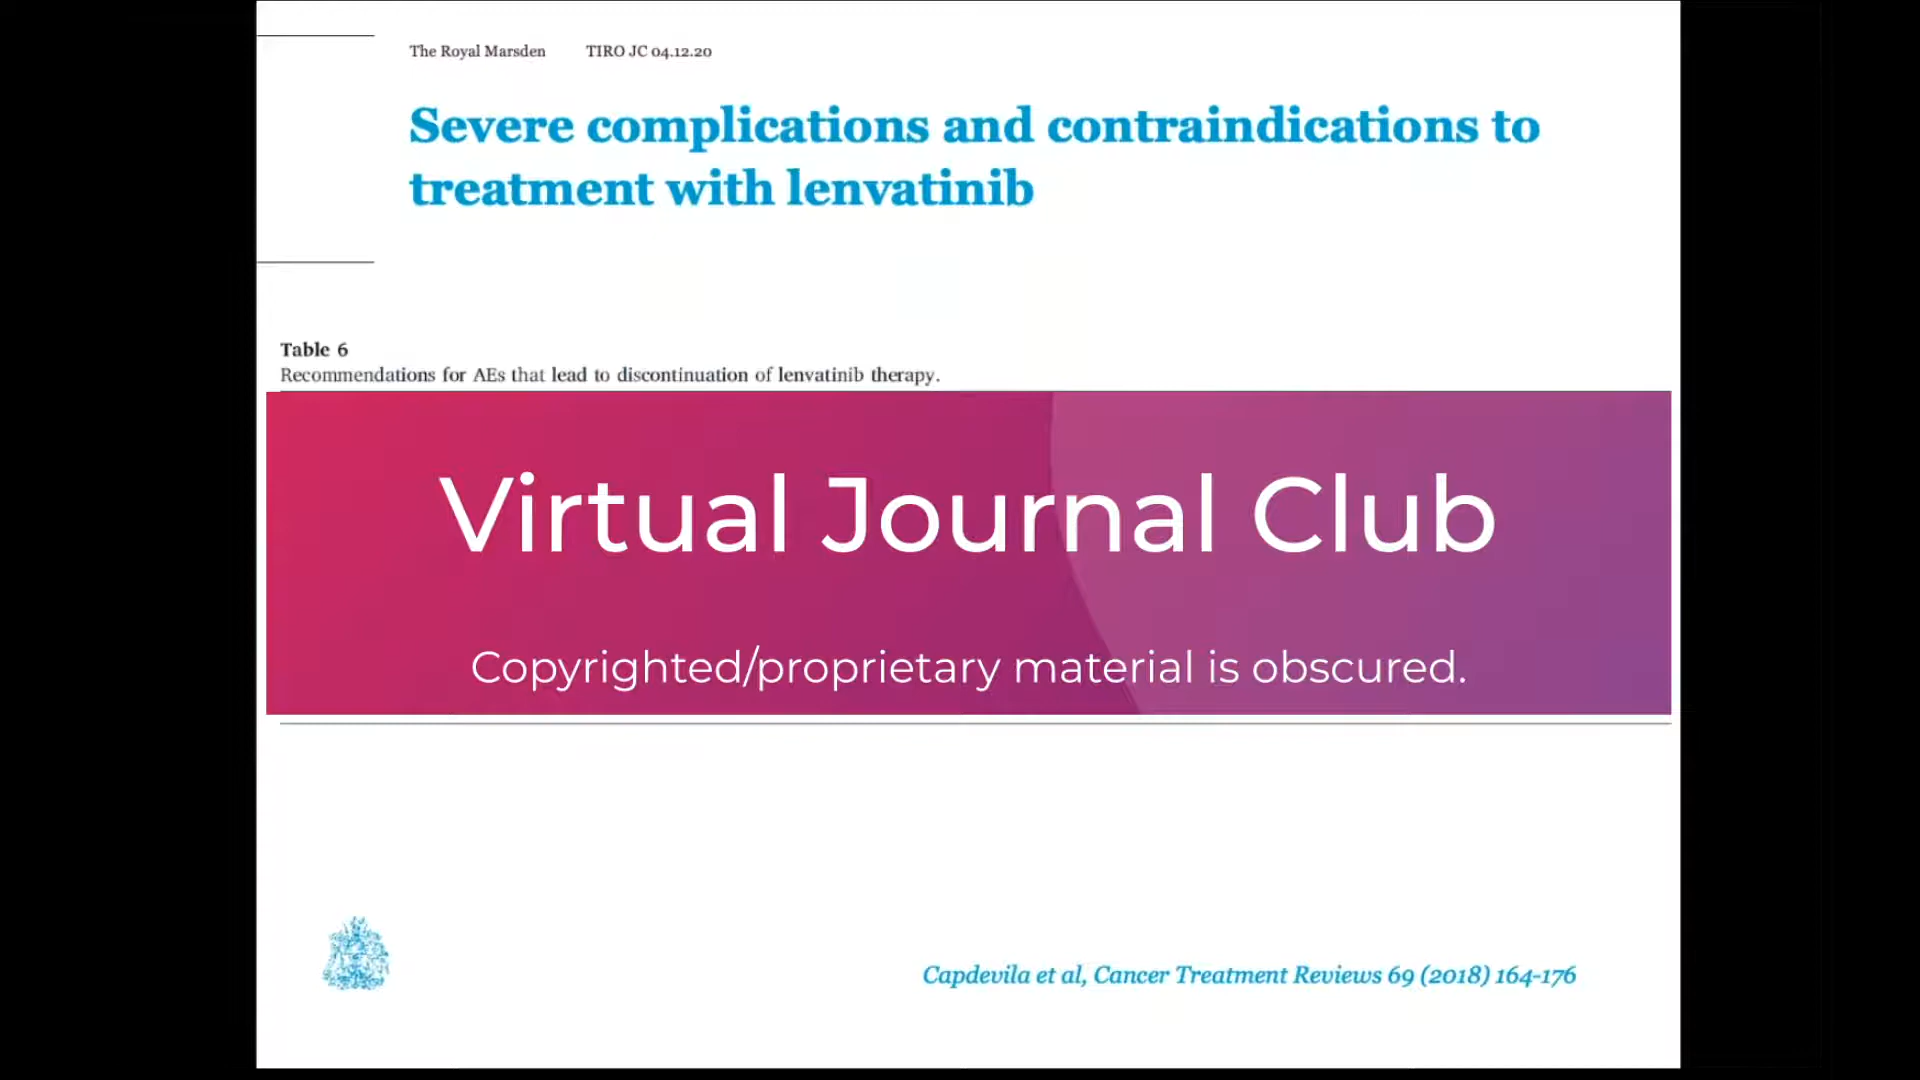 The Royal Marsden TIRO JC 04.12.20
Severe complications and contraindications to
treatment with lenvatinib
Table 6
Recommendations for AEs that lead to discontinuation of lenvatinib therapy.
Virtual Journal Club
Copyrighted/proprietary material is obscured.
Capdevila et al, Cancer Treatment Reviews 69 (2018) 164-176